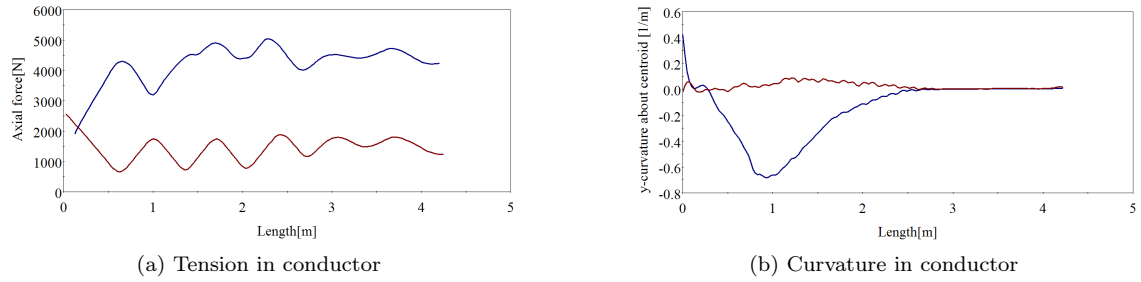 6000
5000
4000
3000
2000
1000
0
Axial force[N]
0 1 2 3 4 5
Length[m]
(a) Tension in conductor
0.6
0.4
0.2
0.0
-0.2
-0.4
-0.6
-0.8
y-curvature about centroid [1/m]
0 1 2 3 4 5
Length[m]
(b) Curvature in conductor